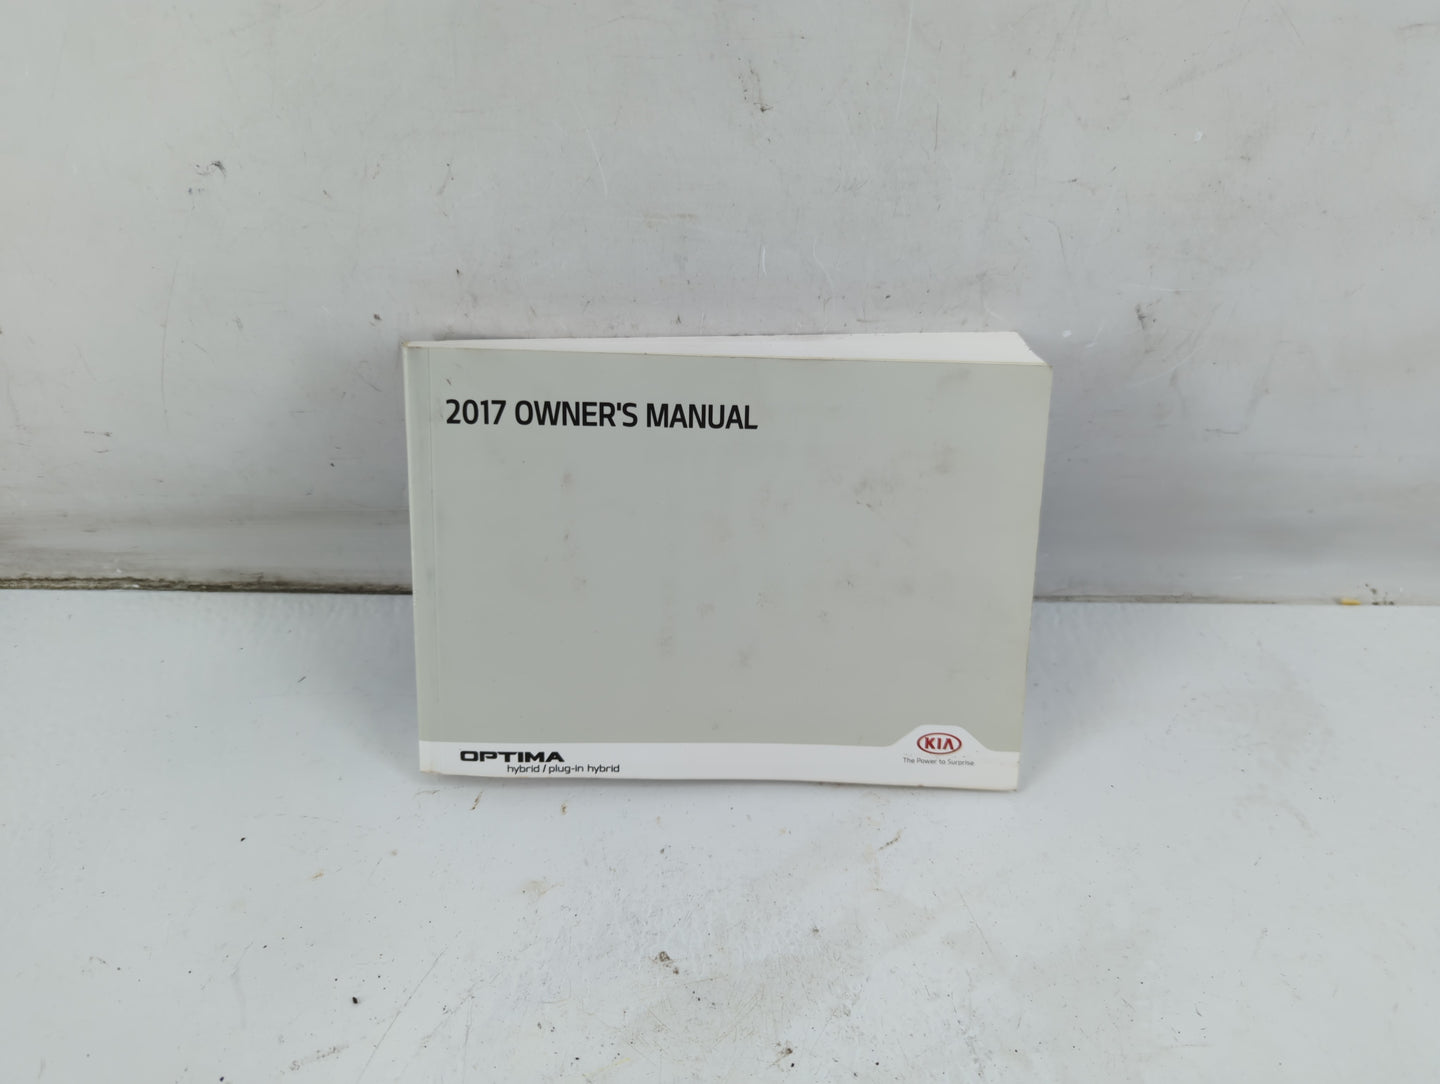 2017 OWNER'S MANUAL
OPTIMA
hybrid / plug-in hybrid
KIA
The Power to Surprise